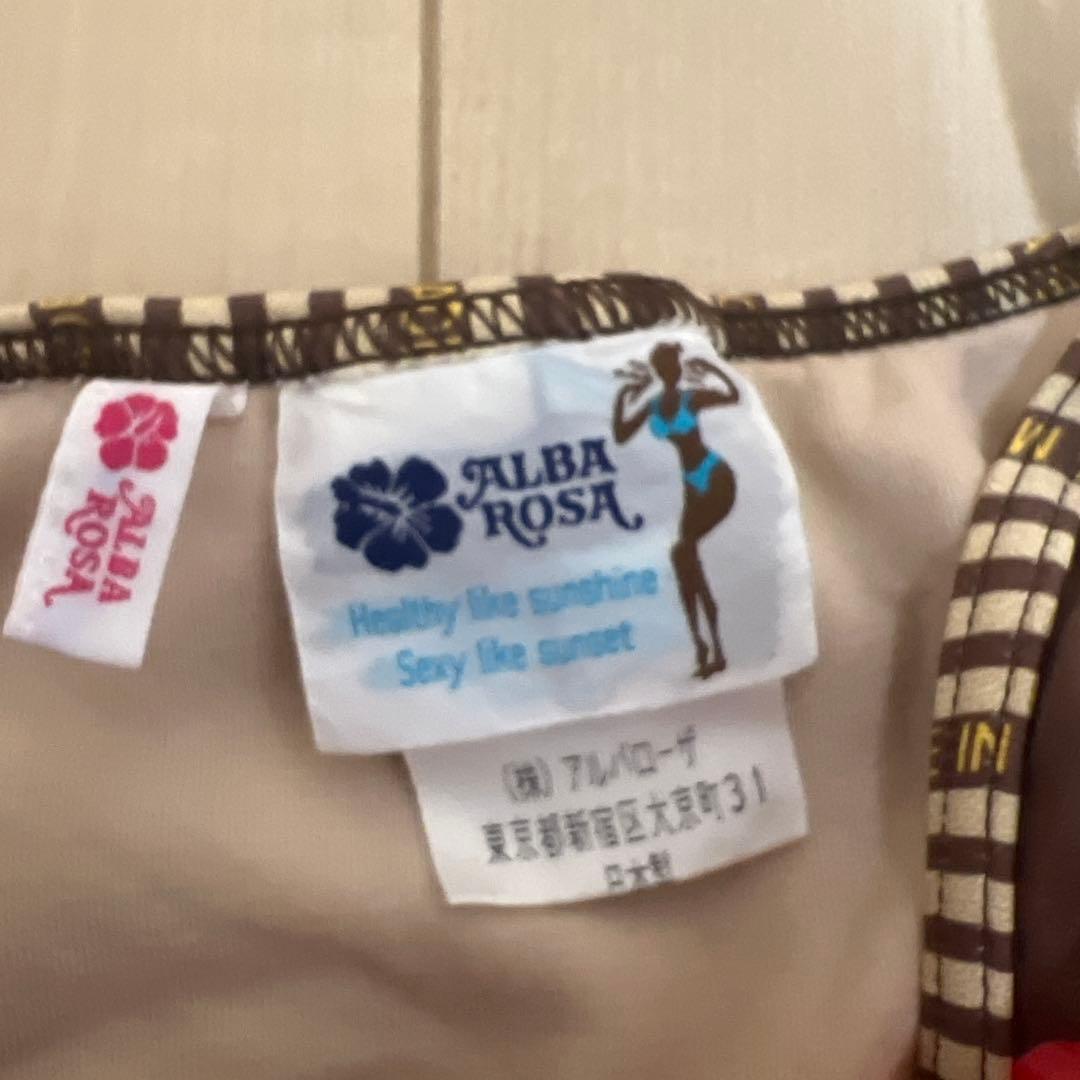 ALBA
ROSA
ALBA
ROSA
Healthy like sunshine
Sexy like sunset
(株) アルバローザ
東京都新宿区大京町31
日本製
IN